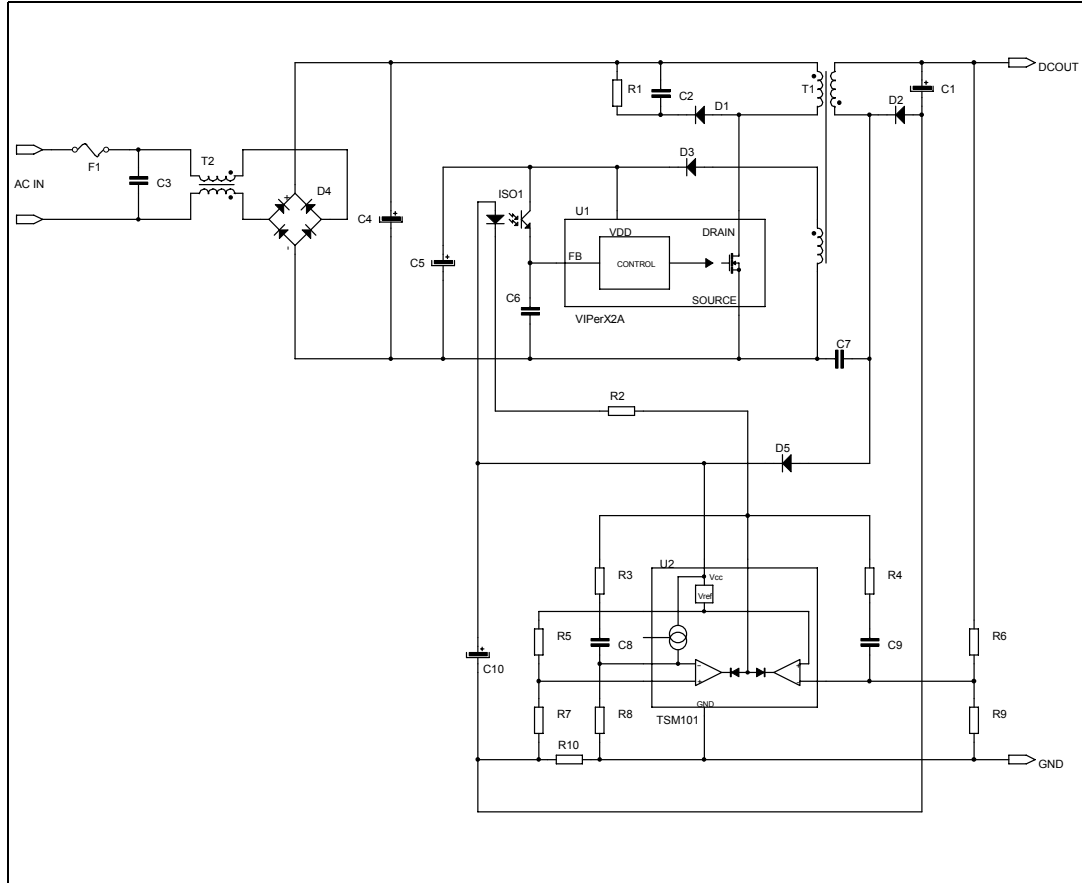 DCOUT
R1
C2
D1
T1
D2
C1
F1
T2
AC IN
C3
D4
+
-
C4
+
D3
ISO1
U1
VDD
DRAIN
FB
CONTROL
C5
+
C6
SOURCE
VIPerX2A
C7
R2
D5
U2
R3
Vcc
R4
Vref
R5
C8
C9
R6
C10
+
-
+
+
-
R7
R8
GND
TSM101
R9
R10
GND